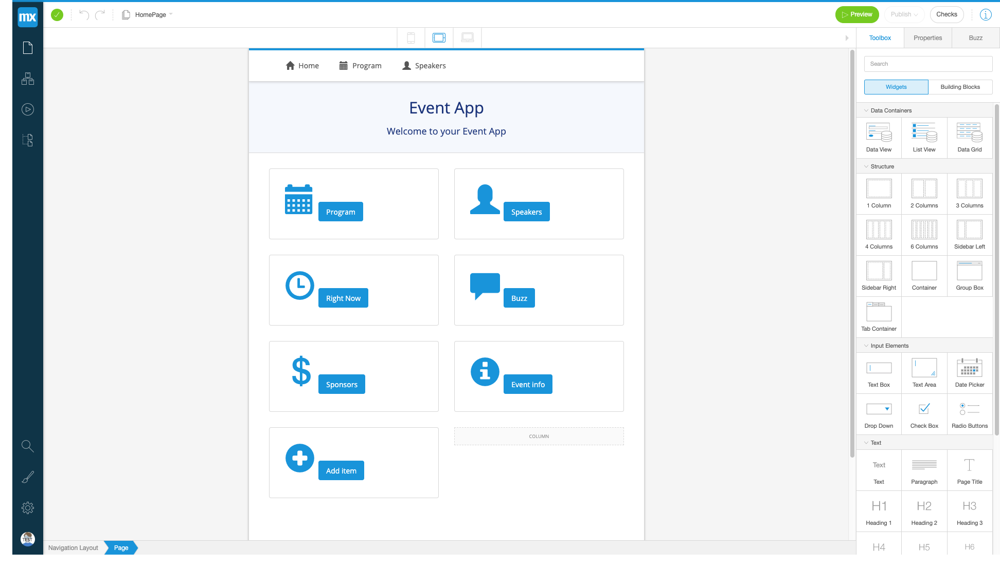 mx
HomePage
Preview
Publish
Checks
Toolbox
Properties
Buzz
Home
Program
Speakers
Event App
Welcome to your Event App
Program
Speakers
Right Now
Buzz
$
Sponsors
Event info
Add item
COLUMN
Search
Widgets
Building Blocks
Data Containers
Data View
List View
Data Grid
Structure
1 Column
2 Columns
3 Columns
4 Columns
6 Columns
Sidebar Left
Sidebar Right
Container
Group Box
Tab Container
Input Elements
Text Box
Text Area
Date Picker
Drop Down
Check Box
Radio Buttons
Text
Text
Text
Paragraph
T
Page Title
H1
Heading 1
H2
Heading 2
H3
Heading 3
H4
H5
H6
TEST
Navigation Layout
Page